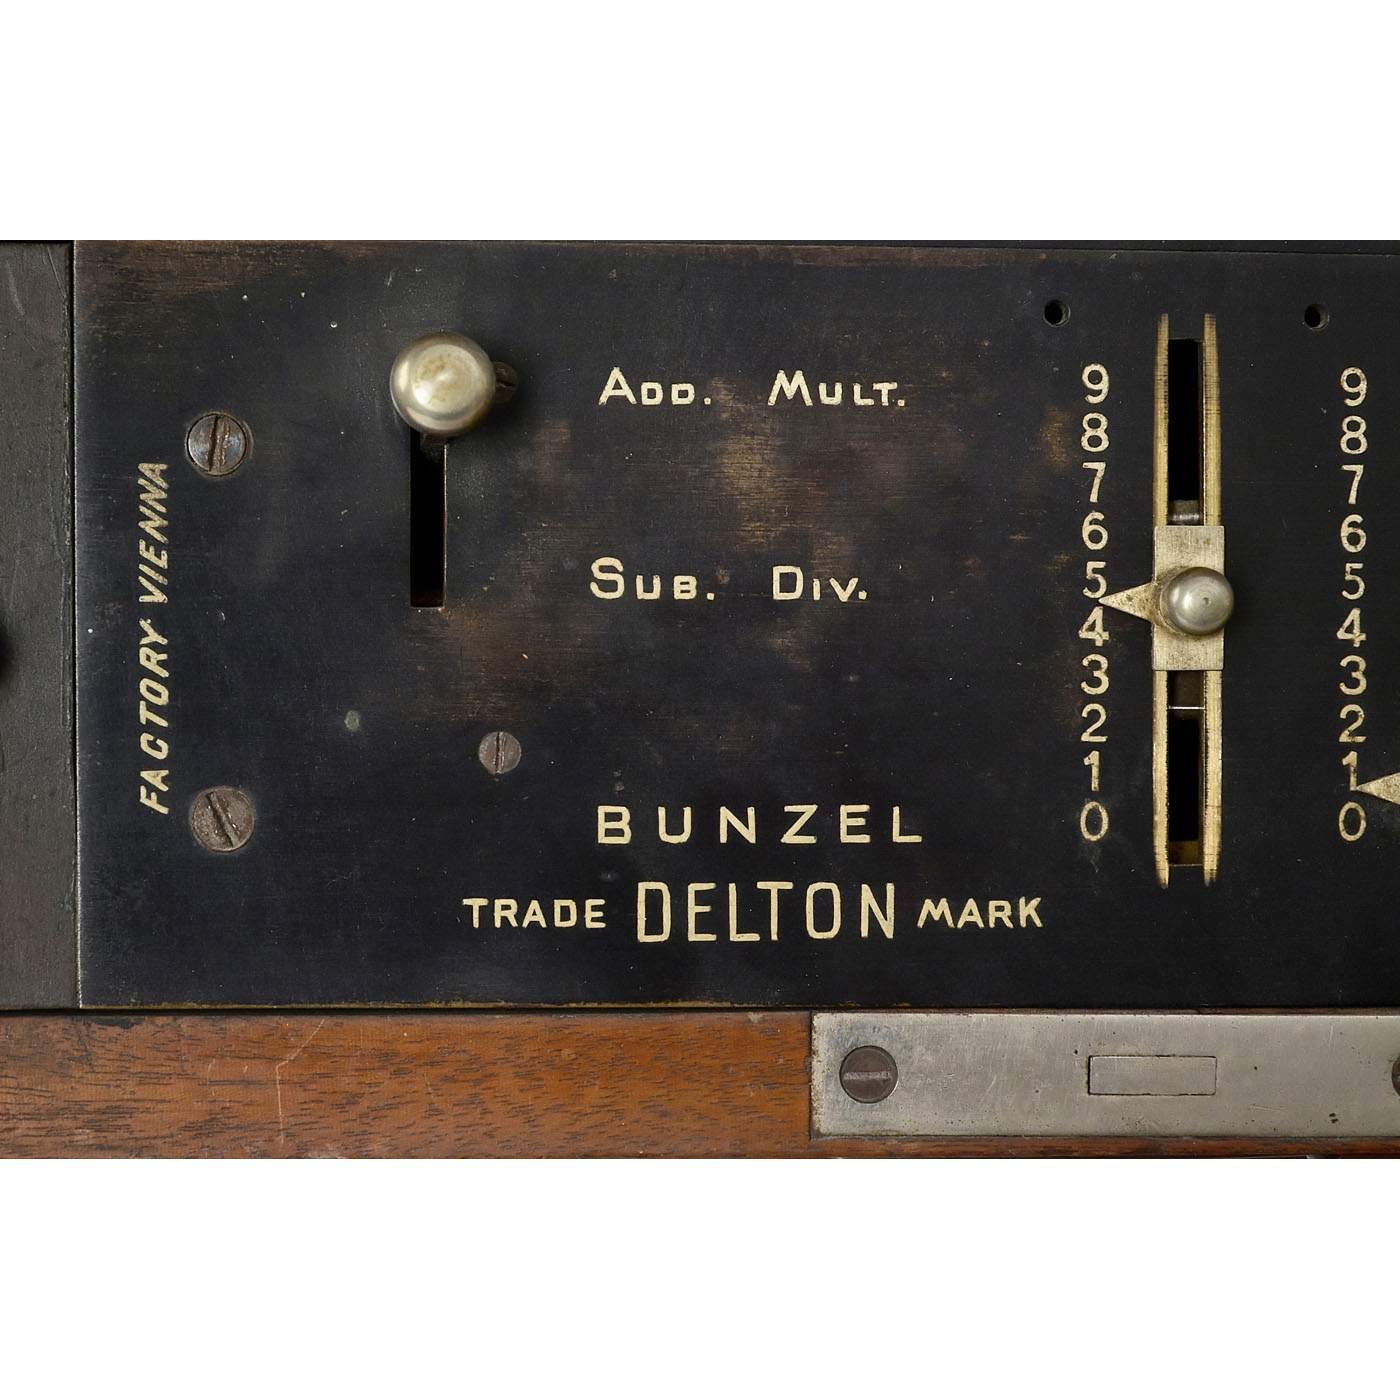 FACTORY VIENNA
ADD. MULT.
SUB. DIV.
BUNZEL
TRADE DELTON MARK
9 9
8 8
7 7
6 6
5 5
4 4
3 3
2 2
1 1
0 0